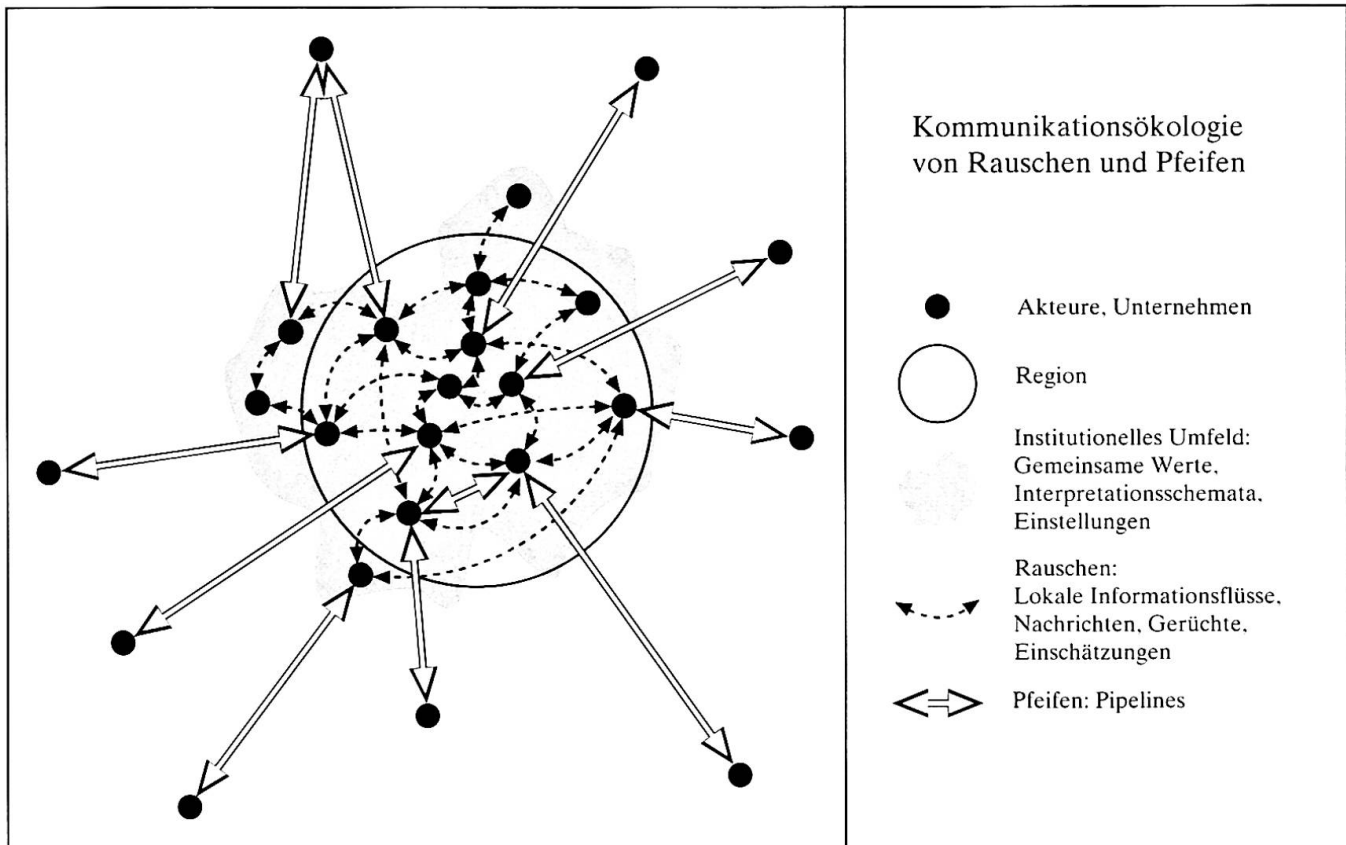 Kommunikationsökologie
von Rauschen und Pfeifen
Akteure, Unternehmen
Region
Institutionelles Umfeld:
Gemeinsame Werte,
Interpretationsschemata,
Einstellungen
Rauschen:
Lokale Informationsflüsse,
Nachrichten, Gerüchte,
Einschätzungen
Pfeifen: Pipelines